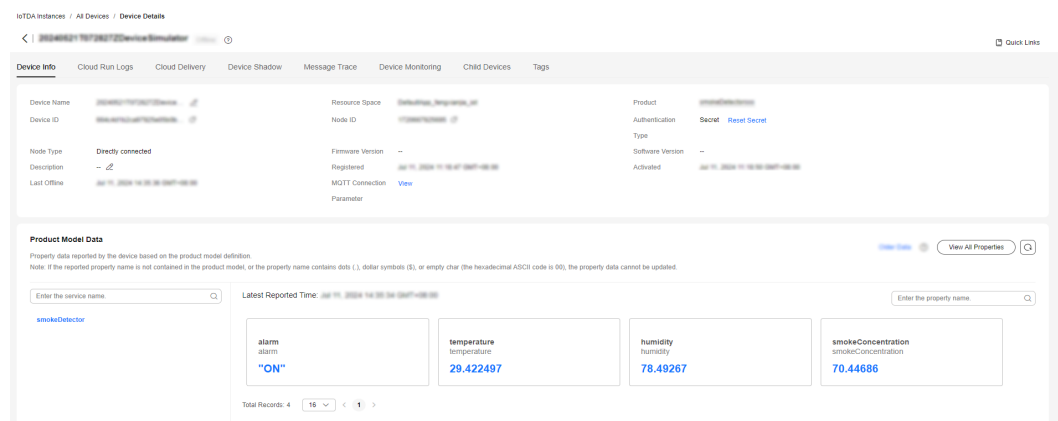 IoTDA Instances / All Devices / Device Details
Quick Links
Device Info Cloud Run Logs Cloud Delivery Device Shadow Message Trace Device Monitoring Child Devices Tags
Device Name Resource Space Product
Device ID Node ID Authentication Type Secret Reset Secret
Node Type Directly connected Firmware Version -- Software Version --
Description -- Registered Activated
Last Offline MQTT Connection Parameter View
Product Model Data
View All Properties
Property data reported by the device based on the product model definition.
Note: If the reported property name is not contained in the product model, or the property name contains dots (.), dollar symbols ($), or empty char (the hexadecimal ASCII code is 00), the property data cannot be updated.
Enter the service name.
Latest Reported Time:
Enter the property name.
smokeDetector
alarm temperature humidity smokeConcentration
alarm temperature humidity smokeConcentration
"ON" 29.422497 78.49267 70.44686
Total Records: 4 16 < 1 >